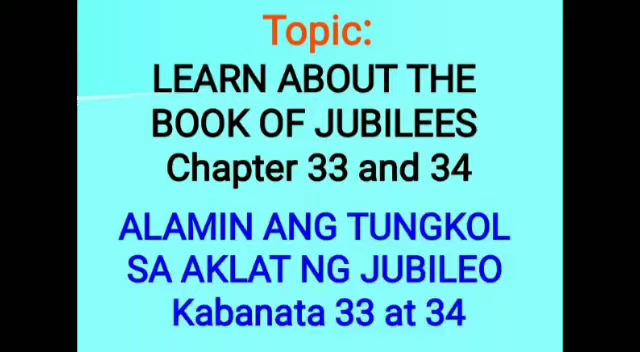 Topic:
LEARN ABOUT THE
BOOK OF JUBILEES
Chapter 33 and 34
ALAMIN ANG TUNGKOL
SA AKLAT NG JUBILEO
Kabanata 33 at 34